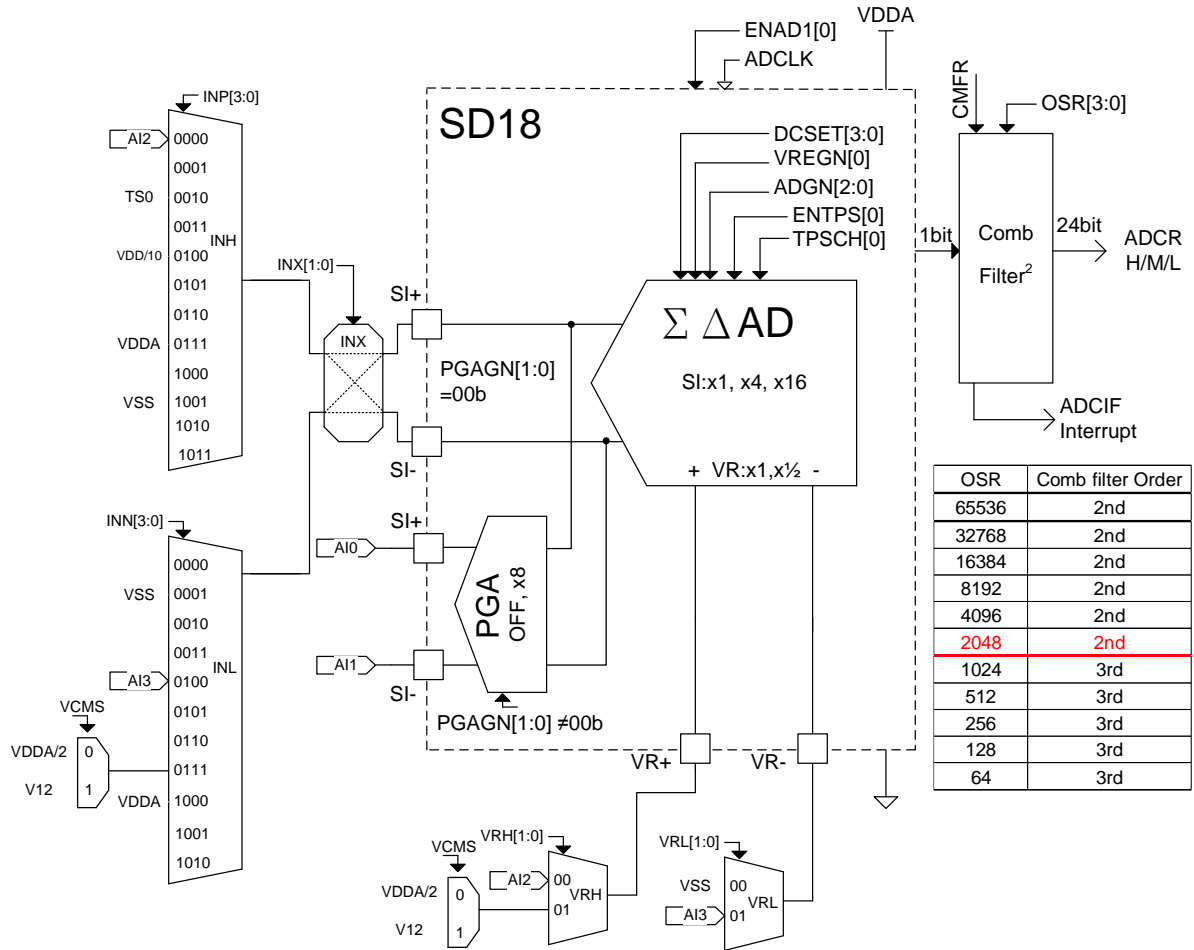 ENAD1[0]
ADCLK
VDDA
INP[3:0]
AI2
0000
0001
TS0
0010
0011
INH
VDD/10
0100
0101
0110
VDDA
0111
1000
VSS
1001
1010
1011
INX[1:0]
INX
SI+
SI-
SD18
DCSET[3:0]
VREGN[0]
ADGN[2:0]
ENTPS[0]
TPSCH[0]
Σ Δ AD
SI:x1, x4, x16
+ VR:x1,x½ -
PGAGN[1:0]
=00b
CMFR
OSR[3:0]
1bit
Comb
Filter2
24bit
ADCR
H/M/L
ADCIF
Interrupt
INN[3:0]
0000
VSS
0001
0010
0011
INL
AI3
0100
0101
0110
0111
VDDA
1000
1001
1010
VCMS
VDDA/2
0
V12
1
SI+
AI0
AI1
SI-
PGA
OFF, x8
PGAGN[1:0] ≠00b
VR+
VR-
VRH[1:0]
VCMS
VDDA/2
0
V12
1
AI2
00
01
VRH
VRL[1:0]
VSS
00
AI3
01
VRL
OSR Comb filter Order
65536 2nd
32768 2nd
16384 2nd
8192 2nd
4096 2nd
2048 2nd
1024 3rd
512 3rd
256 3rd
128 3rd
64 3rd